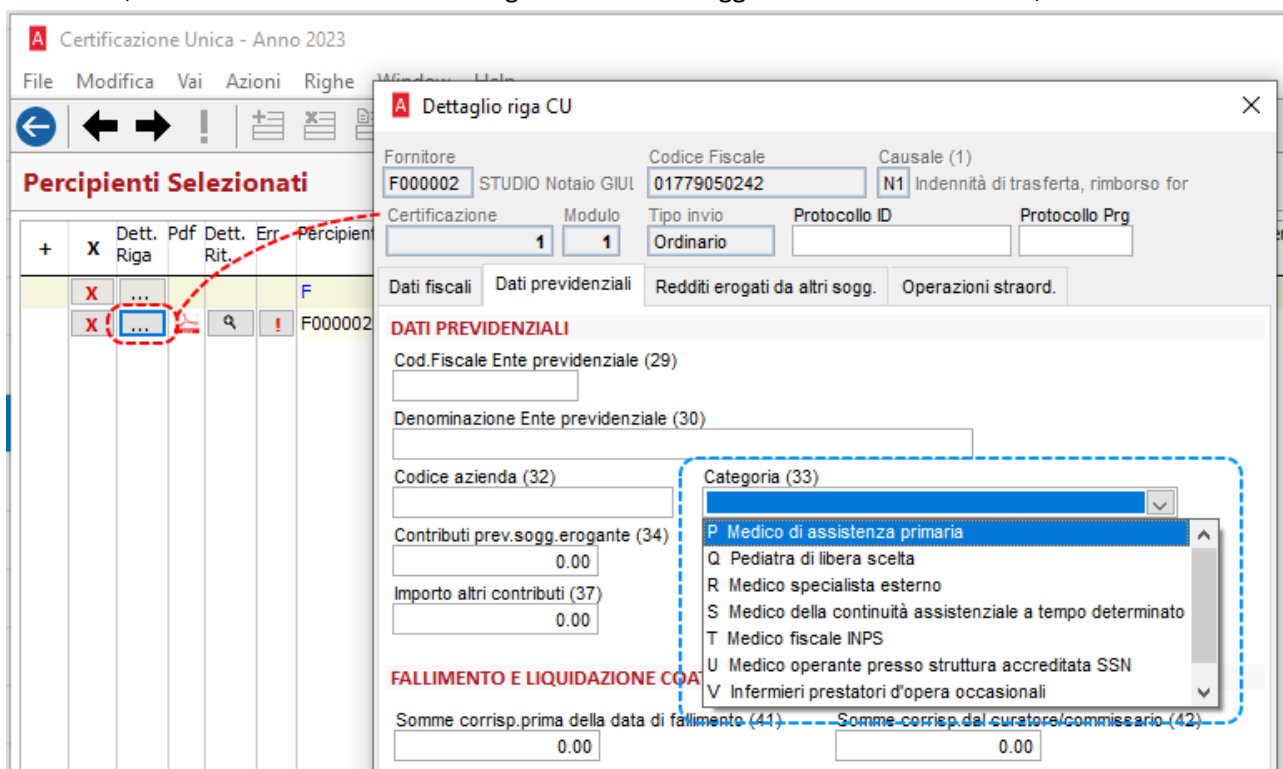 A Certificazione Unica - Anno 2023
File Modifica Vai Azioni Righe Window Help
Percipienti Selezionati
+ X Dett. Riga Pdf Dett. Rit. Err. Percipient
X ... F
X ... ! F000002
A Dettaglio riga CU
Fornitore Codice Fiscale Causale (1)
F000002 STUDIO Notaio GIUL 01779050242 N1 Indennità di trasferta, rimborso for
Certificazione Modulo Tipo invio Protocollo ID Protocollo Prg
1 1 Ordinario
Dati fiscali Dati previdenziali Redditi erogati da altri sogg. Operazioni straord.
DATI PREVIDENZIALI
Cod.Fiscale Ente previdenziale (29)
Denominazione Ente previdenziale (30)
Codice azienda (32) Categoria (33)
P Medico di assistenza primaria
Contributi prev.sogg.erogante (34)
0.00
Q Pediatra di libera scelta
R Medico specialista esterno
Importo altri contributi (37)
0.00
S Medico della continuità assistenziale a tempo determinato
T Medico fiscale INPS
U Medico operante presso struttura accreditata SSN
V Infermieri prestatori d'opera occasionali
FALLIMENTO E LIQUIDAZIONE COA
Somme corrisp.prima della data di fallimento (41) Somme corrisp.dal curatore/commissario (42)
0.00 0.00